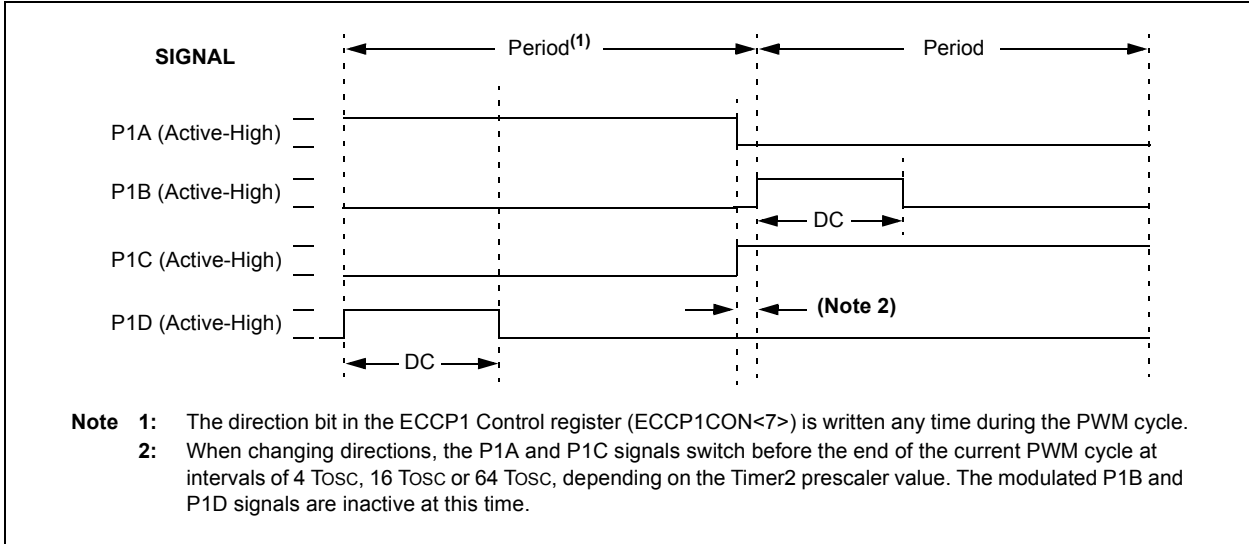 SIGNAL
Period(1)
Period
P1A (Active-High)
P1B (Active-High)
DC
P1C (Active-High)
(Note 2)
P1D (Active-High)
DC
Note 1: The direction bit in the ECCP1 Control register (ECCP1CON<7>) is written any time during the PWM cycle.
2: When changing directions, the P1A and P1C signals switch before the end of the current PWM cycle at
intervals of 4 TOSC, 16 TOSC or 64 TOSC, depending on the Timer2 prescaler value. The modulated P1B and
P1D signals are inactive at this time.